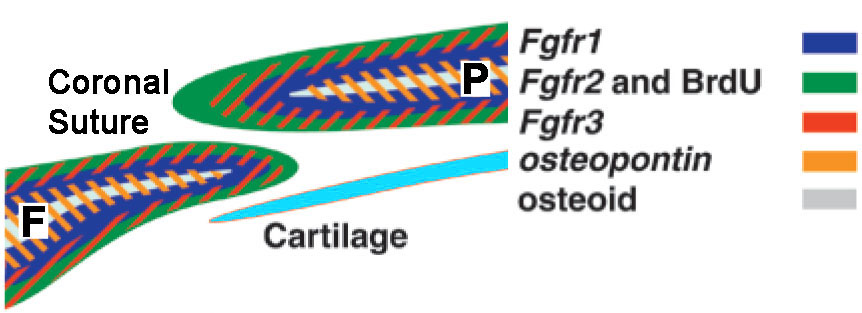 Coronal
Suture
P
F
Cartilage
Fgfr1
Fgfr2 and BrdU
Fgfr3
osteopontin
osteoid